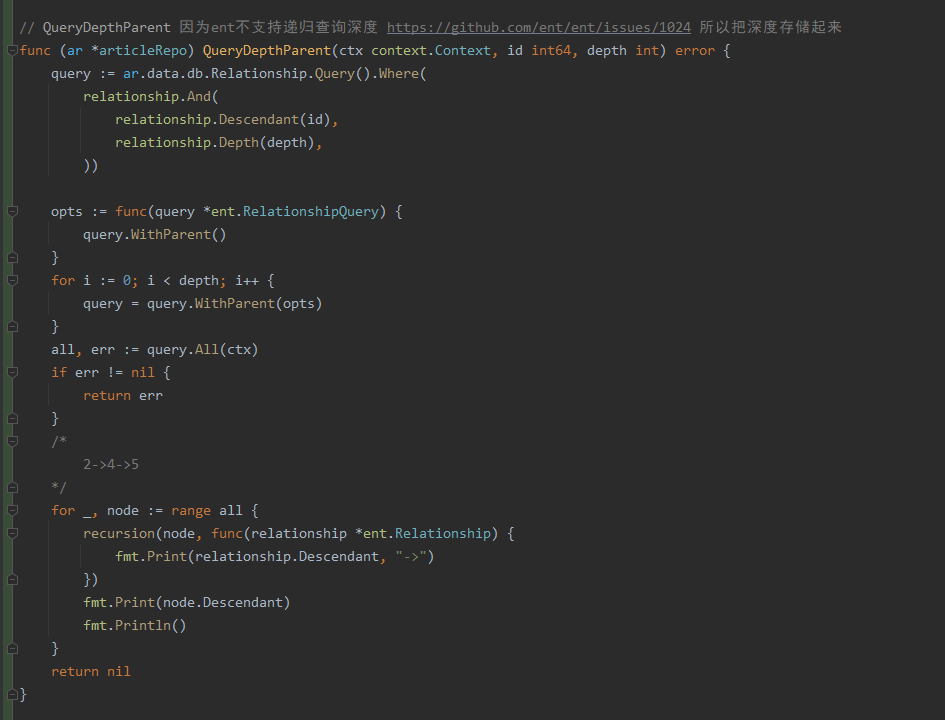 // QueryDepthParent 因为ent不支持递归查询深度 https://github.com/ent/ent/issues/1024 所以把深度存储起来
func (ar *articleRepo) QueryDepthParent(ctx context.Context, id int64, depth int) error {
    query := ar.data.db.Relationship.Query().Where(
        relationship.And(
            relationship.Descendant(id),
            relationship.Depth(depth),
        ))

    opts := func(query *ent.RelationshipQuery) {
        query.WithParent()
    }
    for i := 0; i < depth; i++ {
        query = query.WithParent(opts)
    }
    all, err := query.All(ctx)
    if err != nil {
        return err
    }
    /*
        2->4->5
    */
    for _, node := range all {
        recursion(node, func(relationship *ent.Relationship) {
            fmt.Print(relationship.Descendant, "->")
        })
        fmt.Print(node.Descendant)
        fmt.Println()
    }
    return nil
}